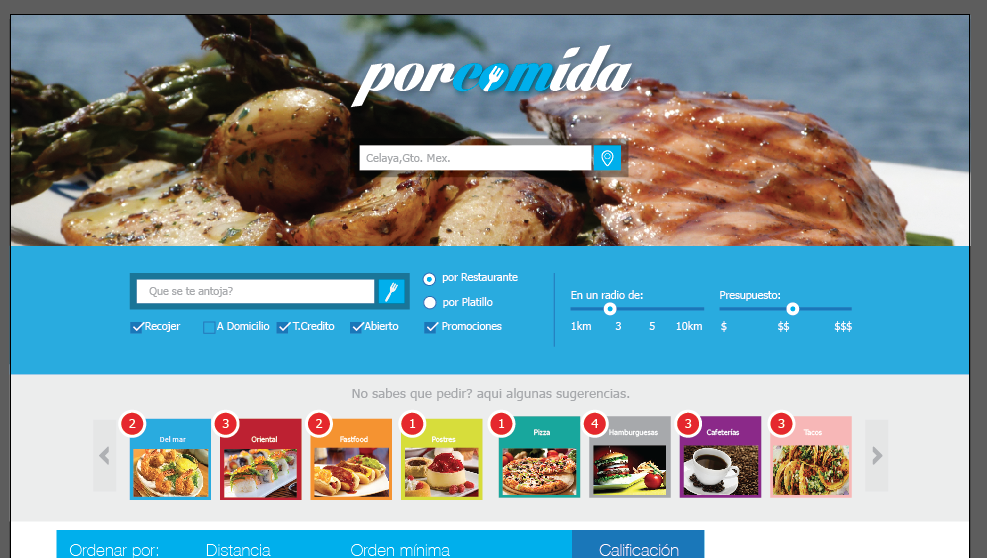 porcomida
Celaya,Gto. Mex.
Que se te antoja?
por Restaurante
por Platillo
Recojer A Domicilio T.Credito Abierto Promociones
En un radio de:
1km 3 5 10km
Presupuesto:
$ $$ $$$
No sabes que pedir? aqui algunas sugerencias.
2 3 2 1 1 4 3 3
Del mar Oriental Fastfood Postres Pizza Hamburguesas Cafeterías Tacos
Ordenar por: Distancia Orden mínima Calificación